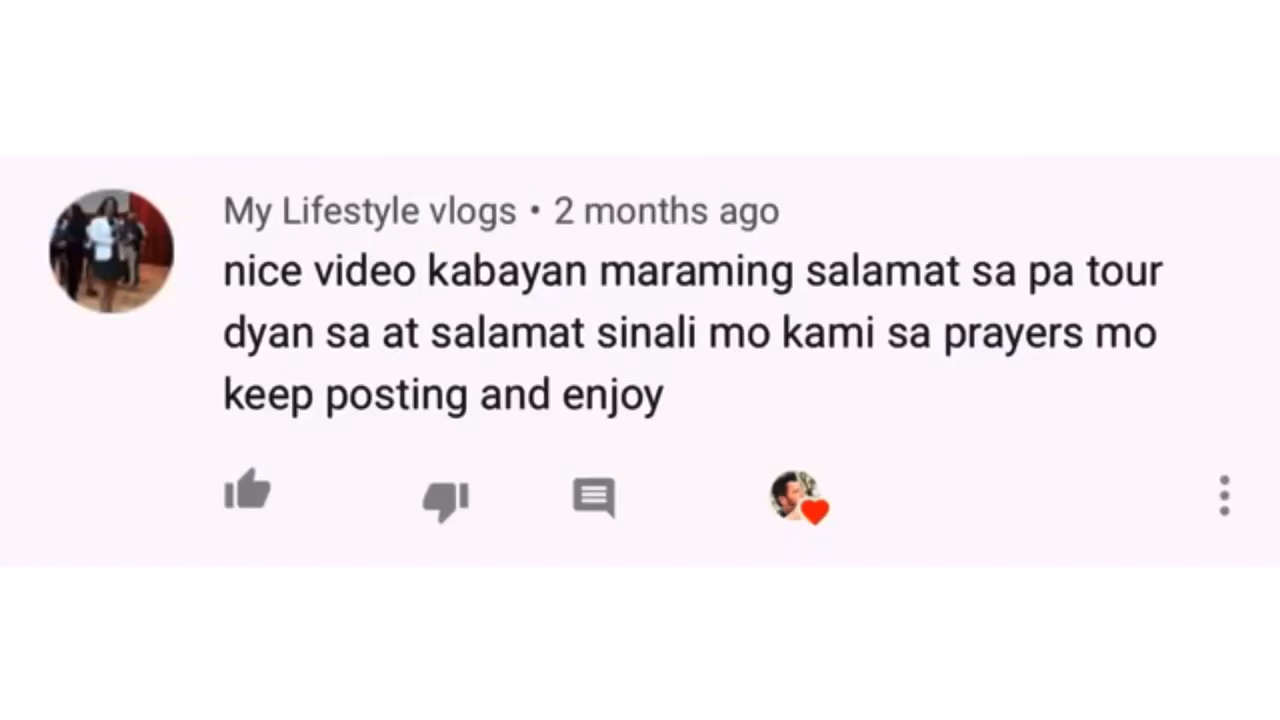 My Lifestyle vlogs • 2 months ago
nice video kabayan maraming salamat sa pa tour
dyan sa at salamat sinali mo kami sa prayers mo
keep posting and enjoy